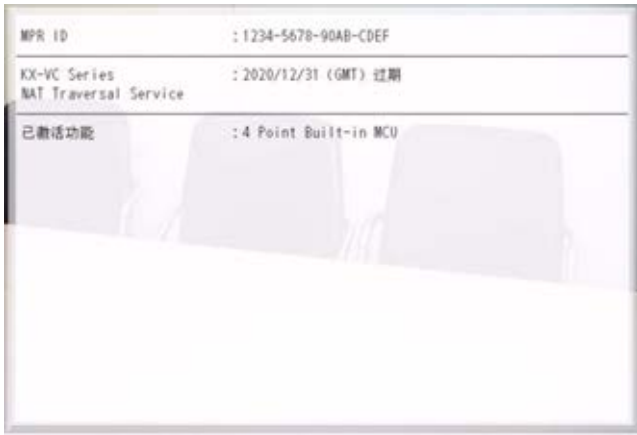 MPR ID :1234-5678-90AB-CDEF
KX-VC Series :2020/12/31 (GMT) 过期
NAT Traversal Service
已激活功能 :4 Point Built-in MCU